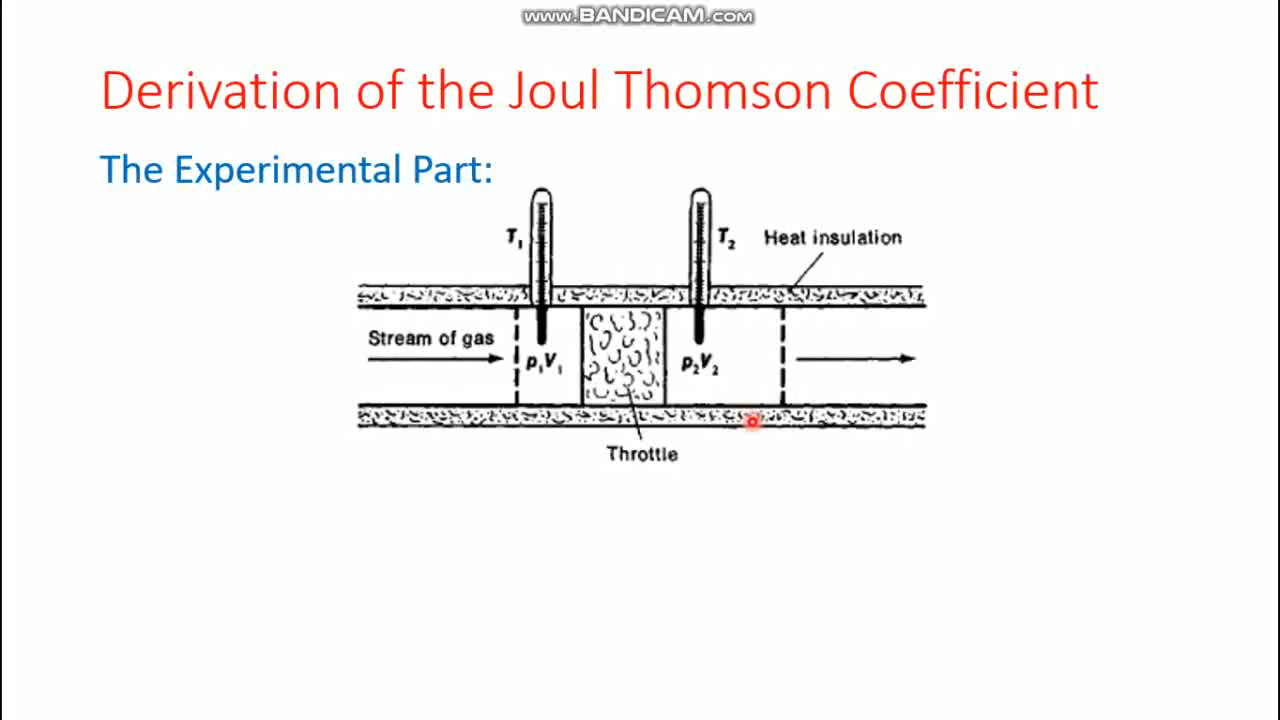 www.BANDICAM.com
Derivation of the Joul Thomson Coefficient
The Experimental Part:
T₁
T₂
Heat insulation
Stream of gas
p₁V₁
p₂V₂
Throttle